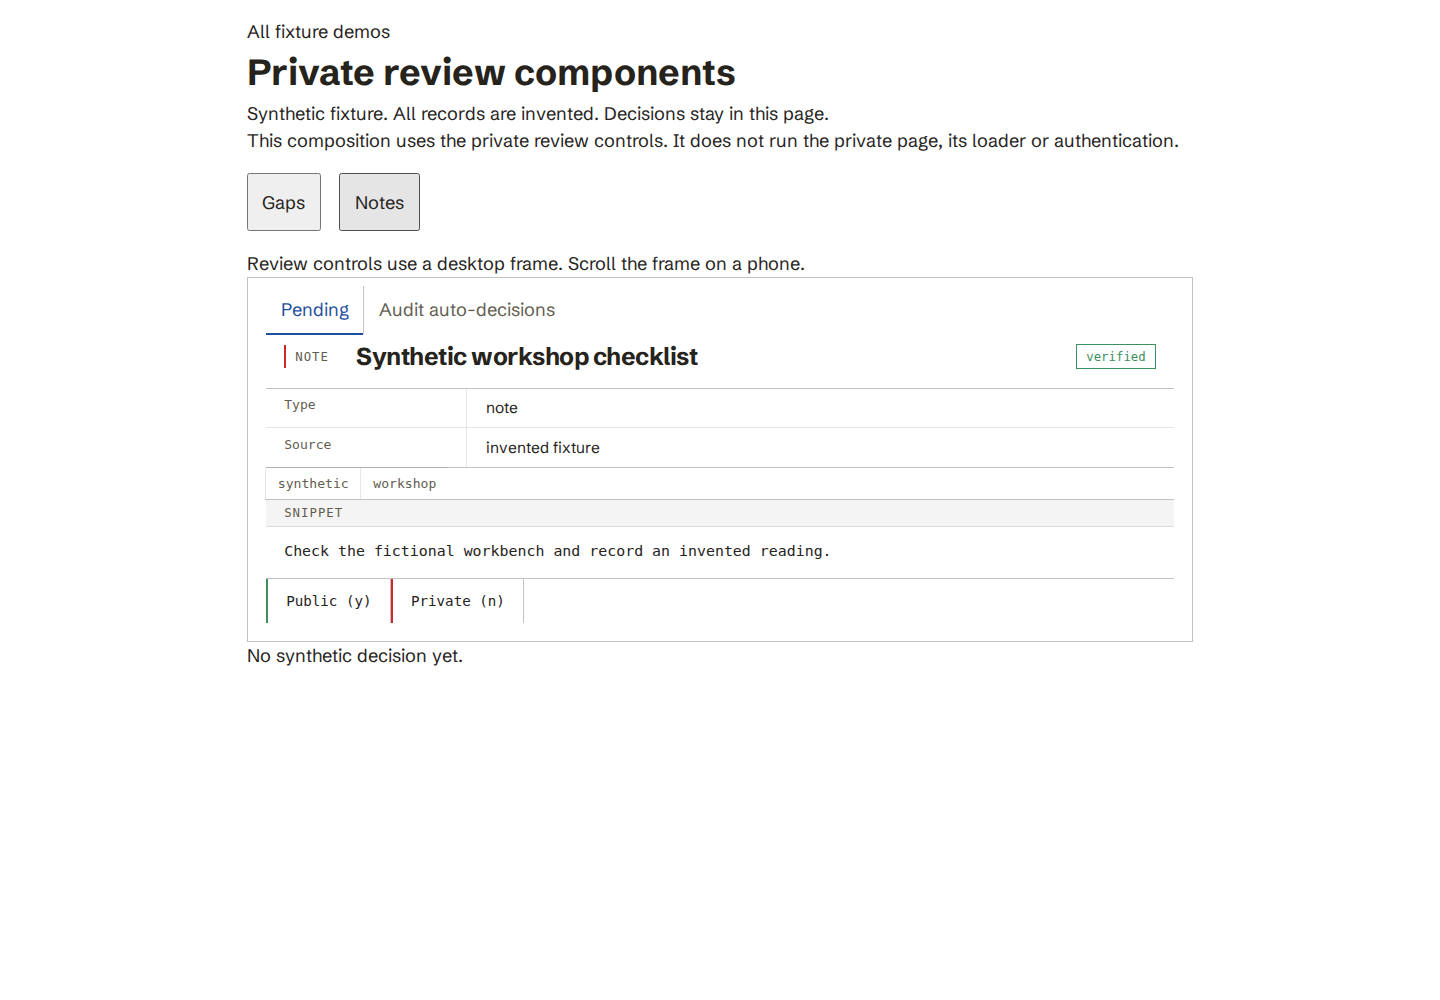 All fixture demos
Private review components
Synthetic fixture. All records are invented. Decisions stay in this page.
This composition uses the private review controls. It does not run the private page, its loader or authentication.
Gaps Notes
Review controls use a desktop frame. Scroll the frame on a phone.
Pending Audit auto-decisions
NOTE Synthetic workshop checklist verified
Type note
Source invented fixture
synthetic workshop
SNIPPET
Check the fictional workbench and record an invented reading.
Public (y) Private (n)
No synthetic decision yet.